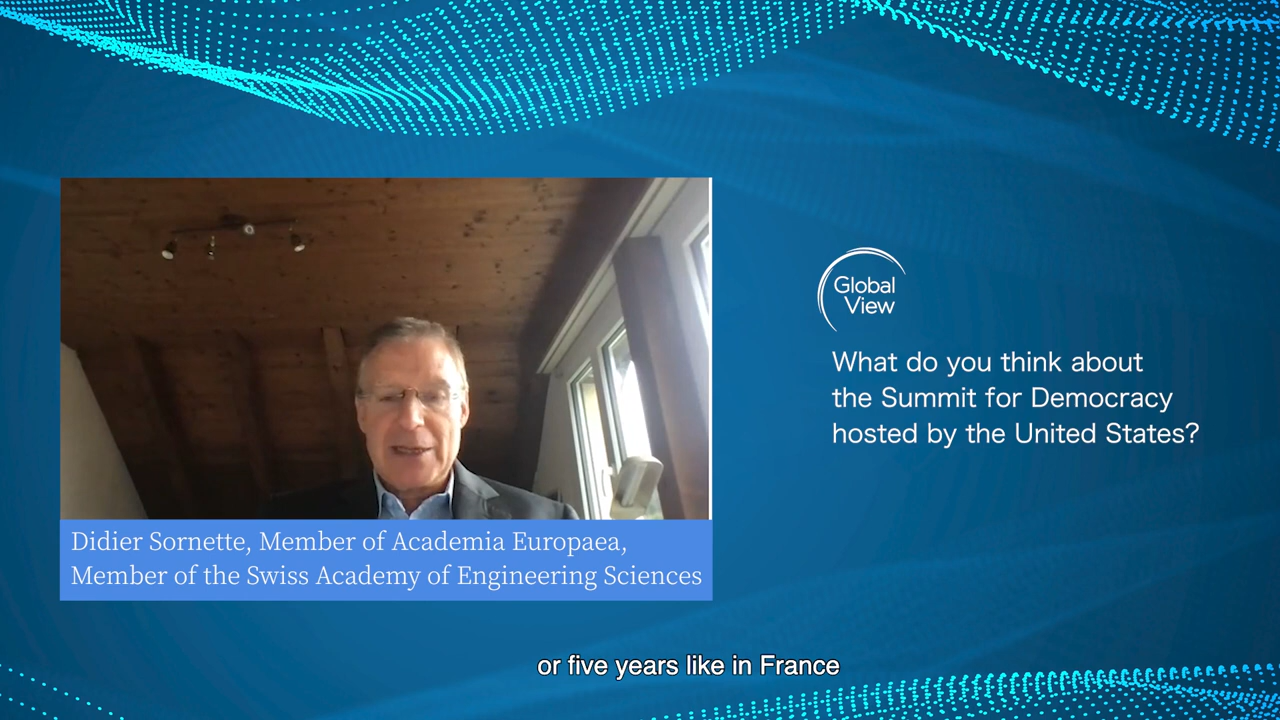 Global
View
What do you think about
the Summit for Democracy
hosted by the United States?
Didier Sornette, Member of Academia Europaea,
Member of the Swiss Academy of Engineering Sciences
or five years like in France